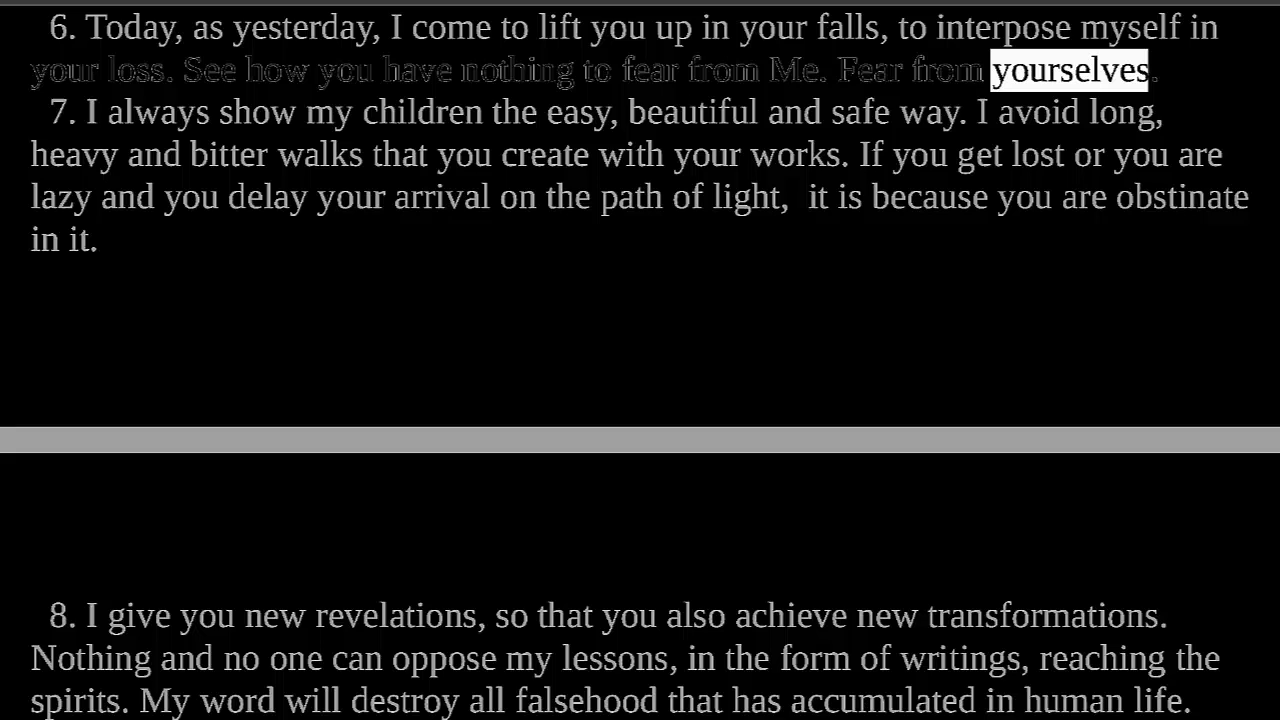 6. Today, as yesterday, I come to lift you up in your falls, to interpose myself in
your loss. See how you have nothing to fear from Me. Fear from yourselves.
7. I always show my children the easy, beautiful and safe way. I avoid long,
heavy and bitter walks that you create with your works. If you get lost or you are
lazy and you delay your arrival on the path of light,  it is because you are obstinate
in it.
8. I give you new revelations, so that you also achieve new transformations.
Nothing and no one can oppose my lessons, in the form of writings, reaching the
spirits. My word will destroy all falsehood that has accumulated in human life.